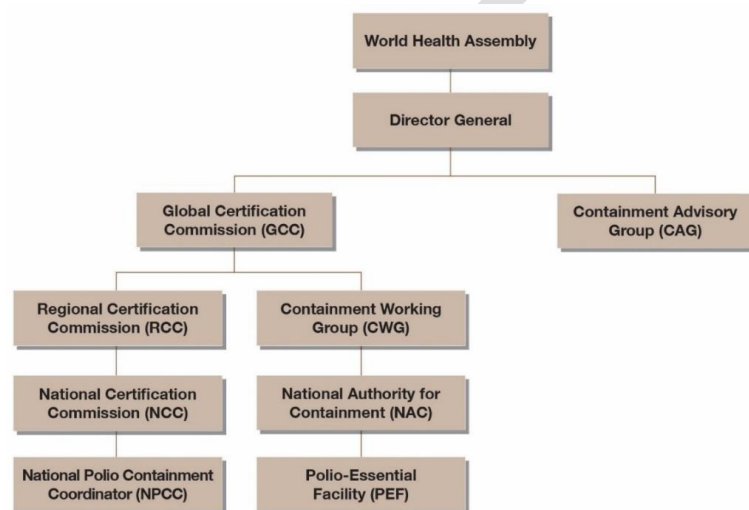 World Health Assembly
Director General
Global Certification
Commission (GCC)
Containment Advisory
Group (CAG)
Regional Certification
Commission (RCC)
Containment Working
Group (CWG)
National Certification
Commission (NCC)
National Authority for
Containment (NAC)
National Polio Containment
Coordinator (NPCC)
Polio-Essential
Facility (PEF)